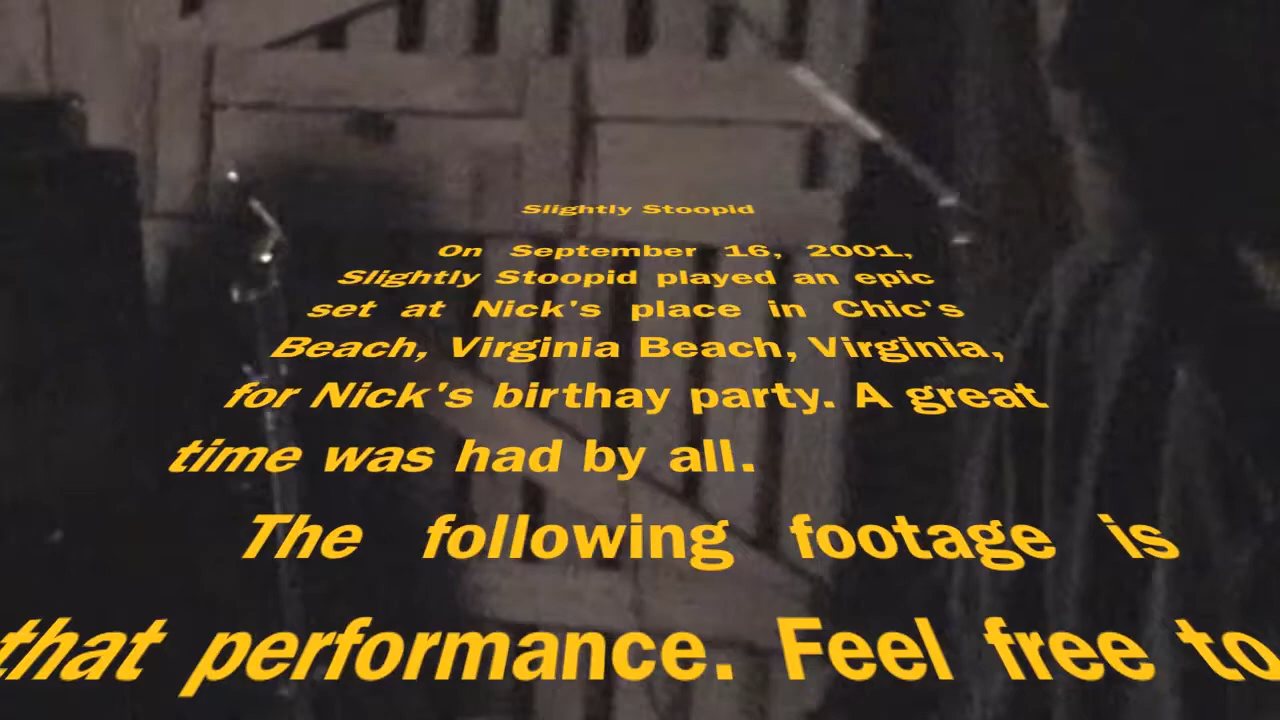 Slightly Stoopid
On September 16, 2001,
Slightly Stoopid played an epic
set at Nick's place in Chic's
Beach, Virginia Beach, Virginia,
for Nick's birthay party. A great
time was had by all.
The following footage is
that performance. Feel free to